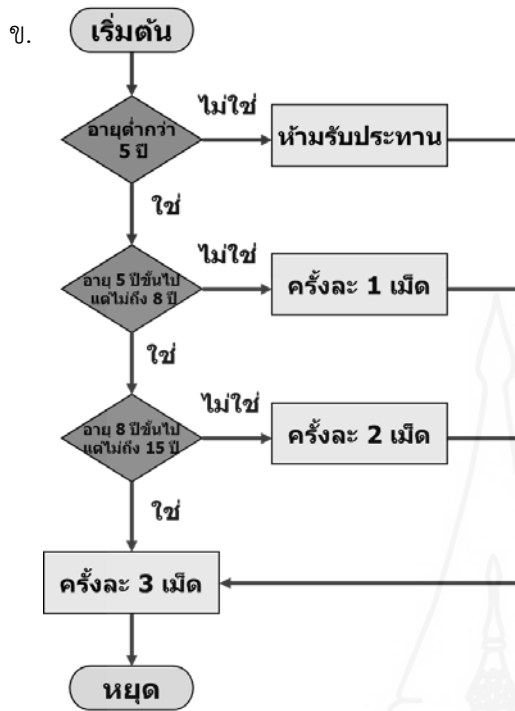 ข.
เริ่มต้น
ไม่ใช่
อายุต่ำกว่า
5 ปี
ห้ามรับประทาน
ใช่
ไม่ใช่
อายุ 5 ปีขึ้นไป
แต่ไม่ถึง 8 ปี
ครั้งละ 1 เม็ด
ใช่
ไม่ใช่
อายุ 8 ปีขึ้นไป
แต่ไม่ถึง 15 ปี
ครั้งละ 2 เม็ด
ใช่
ครั้งละ 3 เม็ด
หยุด